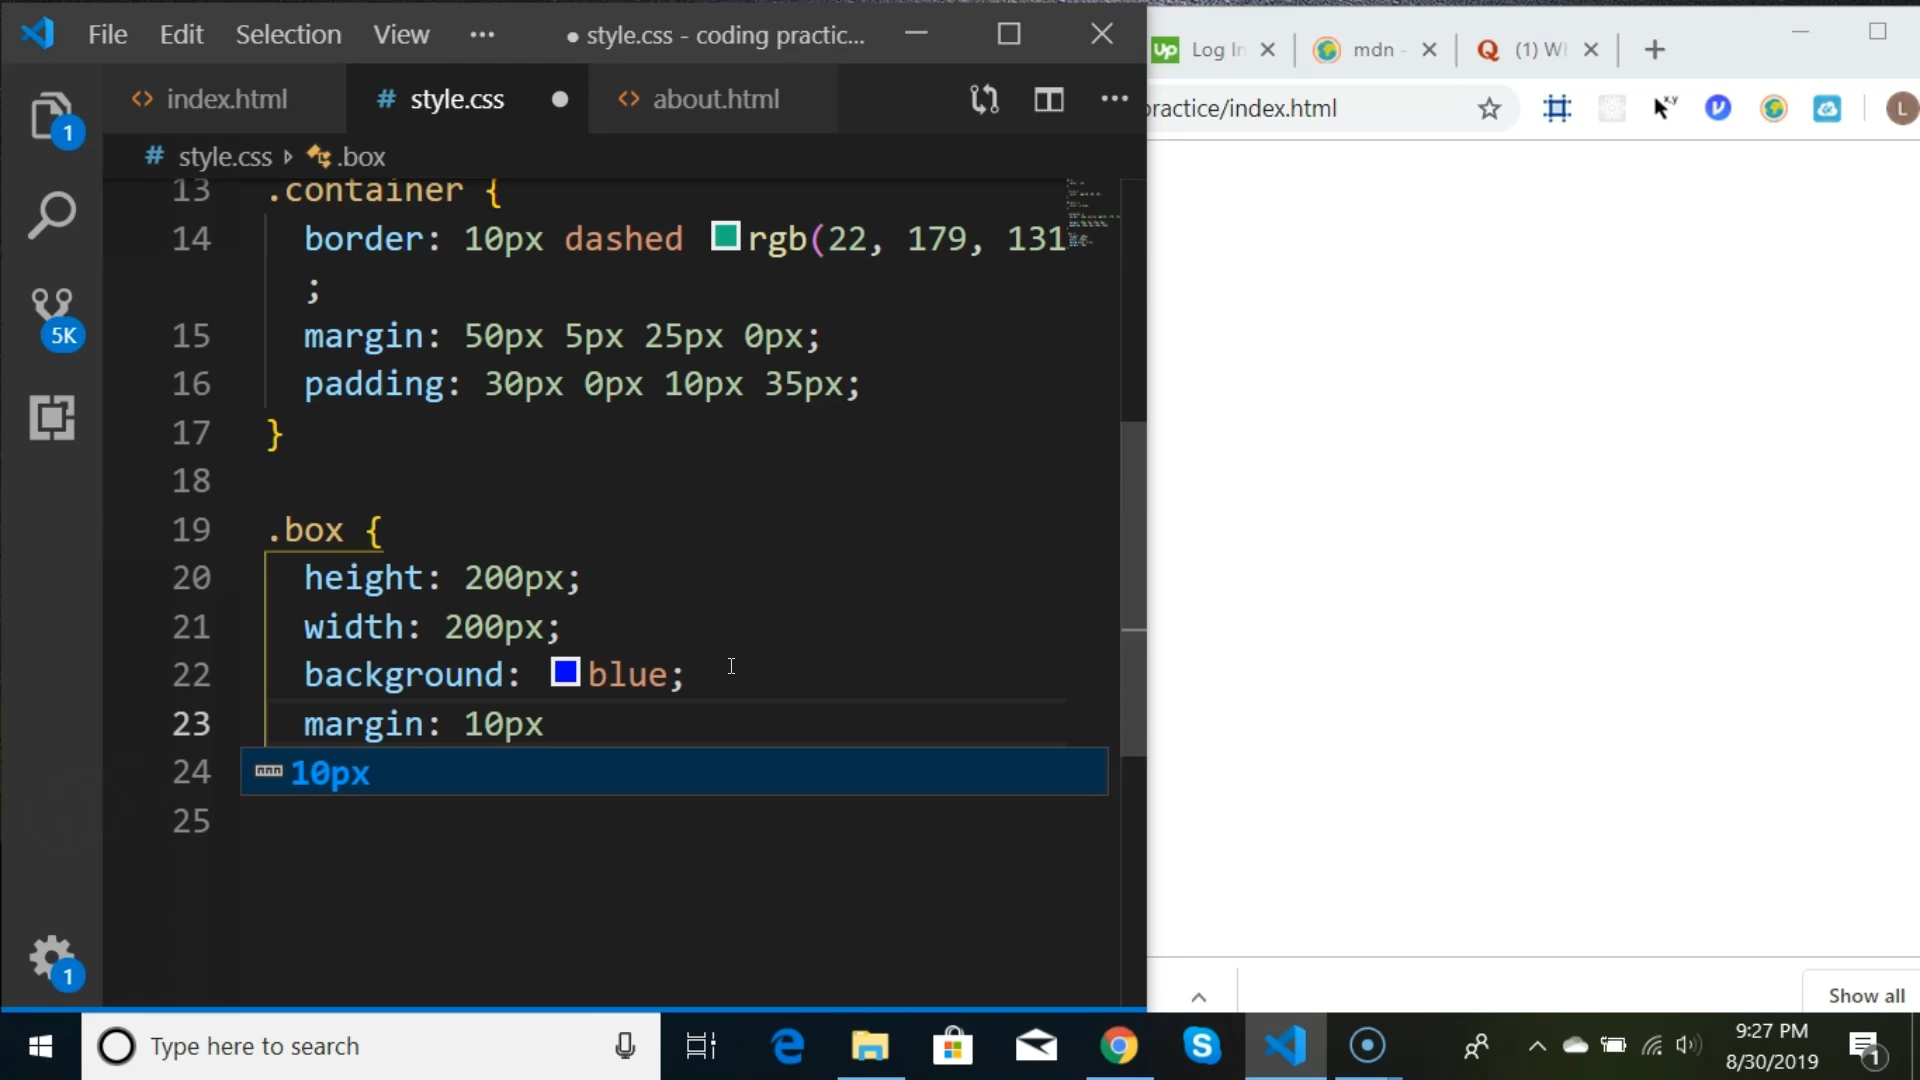 File Edit Selection View ... ● style.css - coding practic...
index.html # style.css ● about.html
# style.css .box
13 .container {
14 border: 10px dashed rgb(22, 179, 131
;
15 margin: 50px 5px 25px 0px;
16 padding: 30px 0px 10px 35px;
17 }
18
19 .box {
20 height: 200px;
21 width: 200px;
22 background: blue;
23 margin: 10px
24 10px
25
1
5K
1
Up Log In mdn - (1) Wh
practice/index.html
L
Show all
Type here to search
9:27 PM
8/30/2019
1